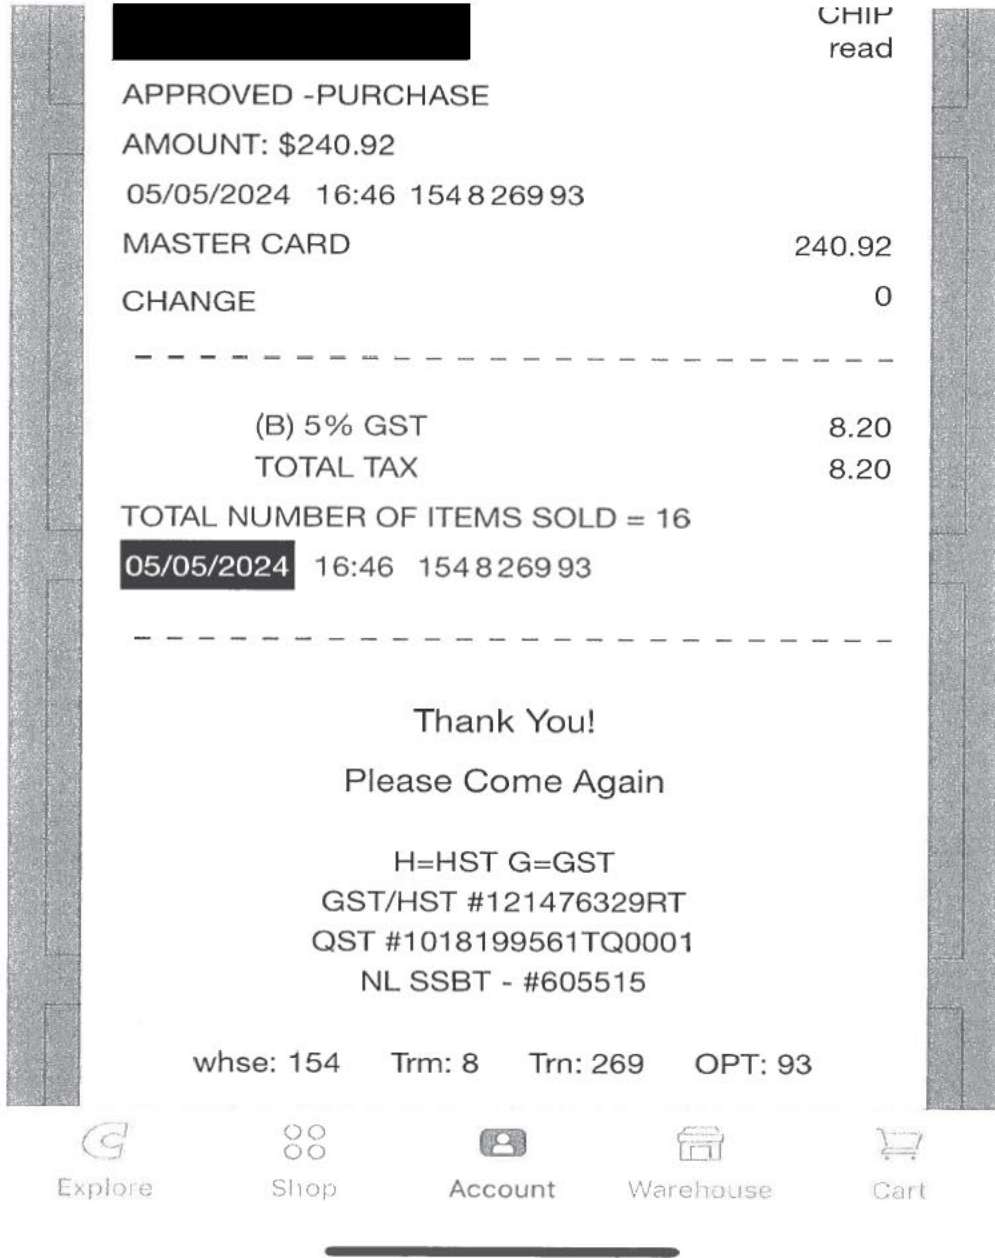 CHIP
read
APPROVED -PURCHASE
AMOUNT: $240.92
05/05/2024 16:46 154 8 269 93
MASTER CARD 240.92
CHANGE 0
(B) 5% GST 8.20
TOTAL TAX 8.20
TOTAL NUMBER OF ITEMS SOLD = 16
05/05/2024 16:46 154 8 269 93
Thank You!
Please Come Again
H=HST G=GST
GST/HST #121476329RT
QST #1018199561TQ0001
NL SSBT - #605515
whse: 154 Trm: 8 Trn: 269 OPT: 93
Explore Shop Account Warehouse Cart